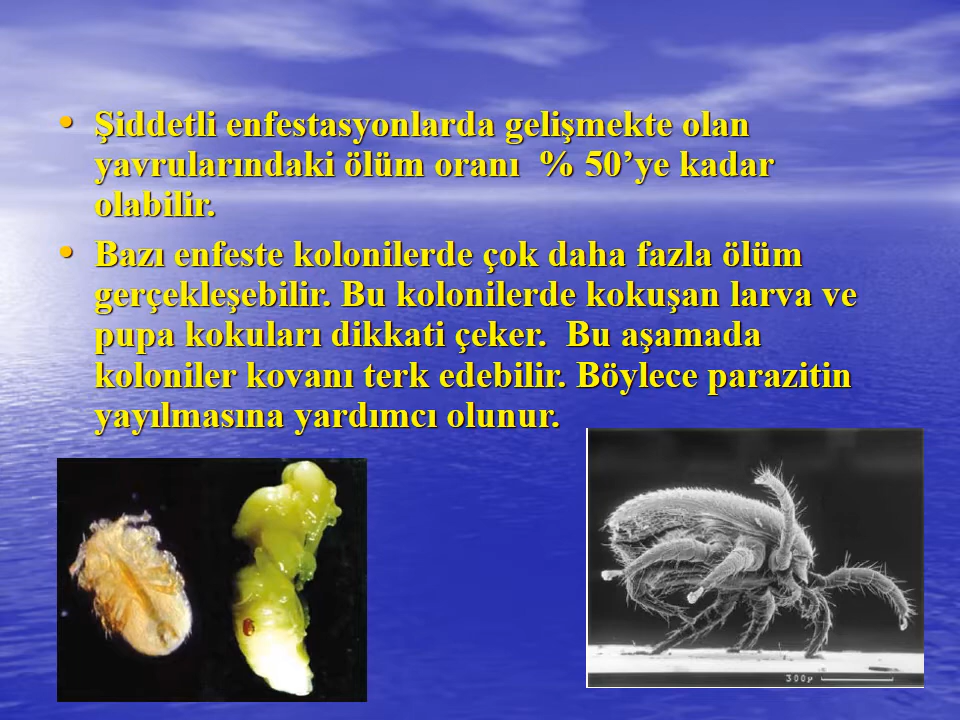 • Şiddetli enfestasyonlarda gelişmekte olan
yavrularındaki ölüm oranı % 50’ye kadar
olabilir.
• Bazı enfeste kolonilerde çok daha fazla ölüm
gerçekleşebilir. Bu kolonilerde kokuşan larva ve
pupa kokuları dikkati çeker. Bu aşamada
koloniler kovanı terk edebilir. Böylece parazitin
yayılmasına yardımcı olunur.
300µ